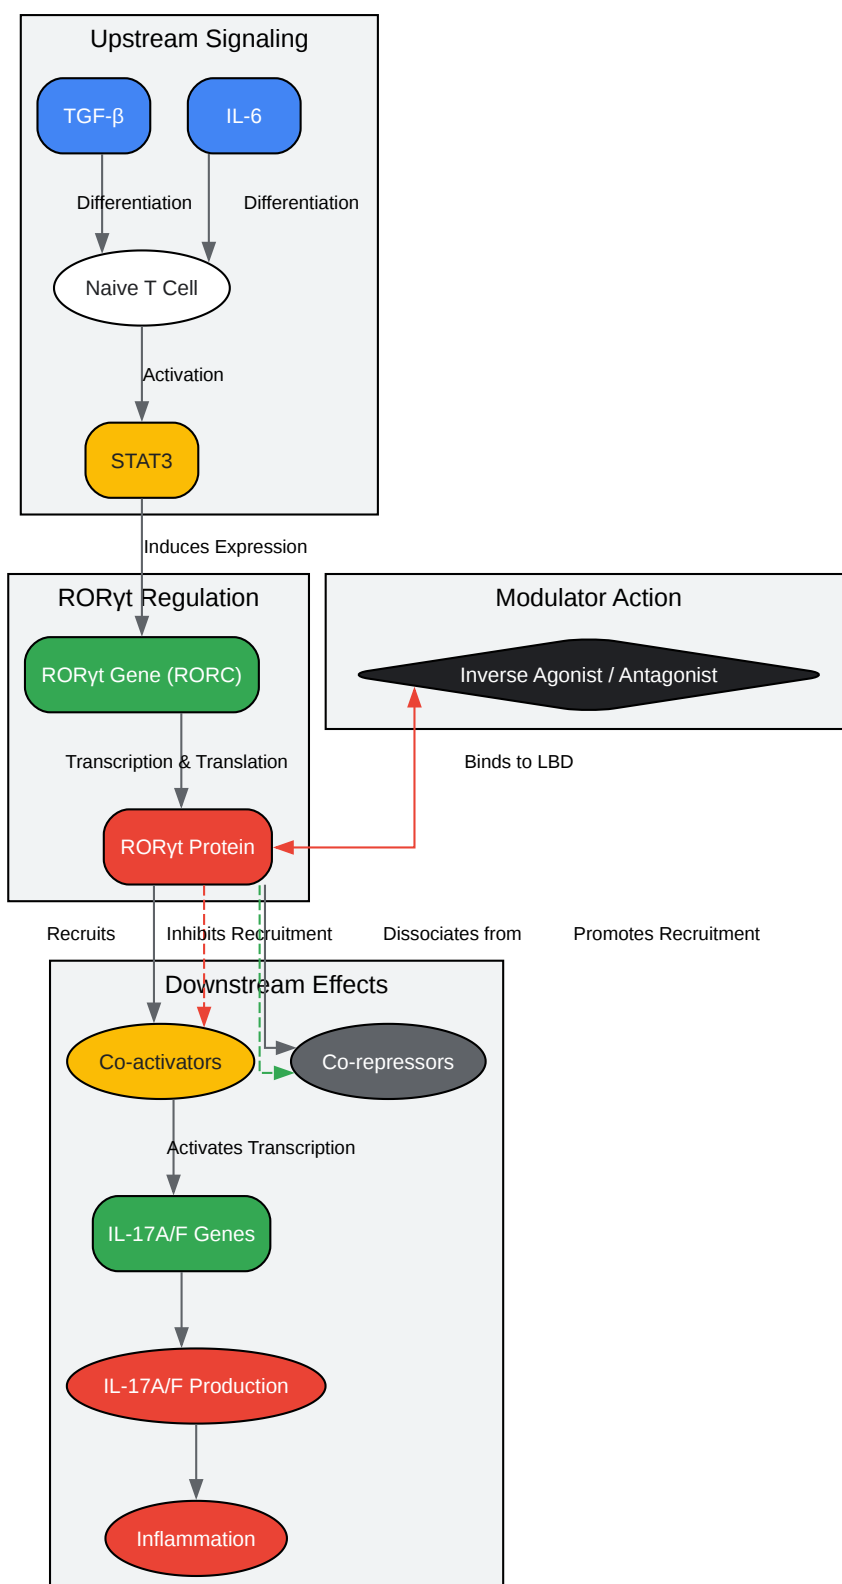 Upstream Signaling
TGF-β
IL-6
Differentiation
Differentiation
Naive T Cell
Activation
STAT3
Induces Expression
RORγt Regulation
Modulator Action
RORγt Gene (RORC)
Inverse Agonist / Antagonist
Transcription & Translation
Binds to LBD
RORγt Protein
Recruits
Inhibits Recruitment
Dissociates from
Promotes Recruitment
Downstream Effects
Co-activators
Co-repressors
Activates Transcription
IL-17A/F Genes
IL-17A/F Production
Inflammation